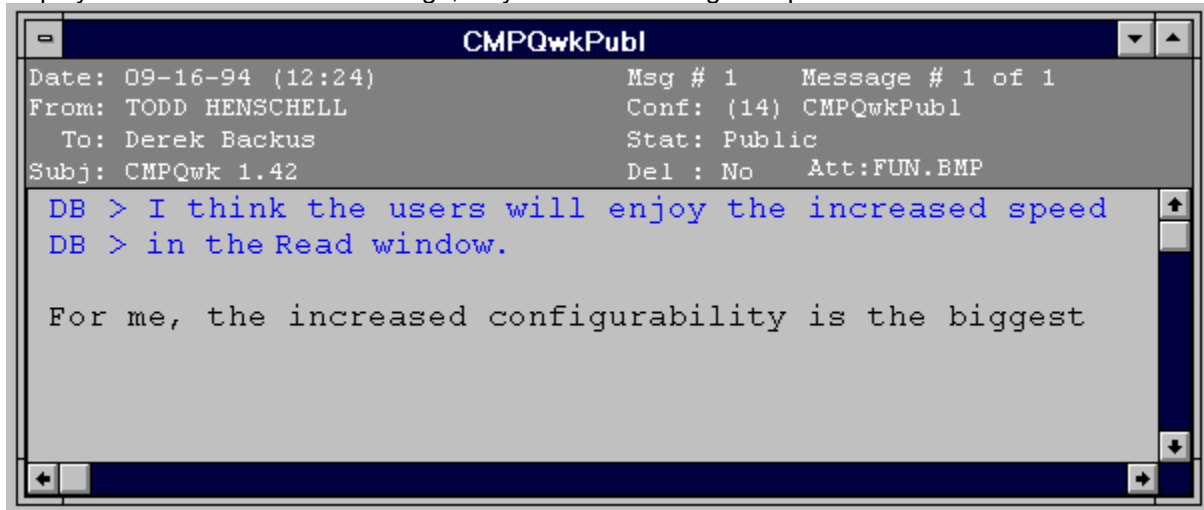 CMPQwkPubl
Date: 09-16-94 (12:24) Msg # 1 Message # 1 of 1
From: TODD HENSCHELL Conf: (14) CMPQwkPubl
To: Derek Backus Stat: Public
Subj: CMPQwk 1.42 Del : No Att:FUN.BMP
DB > I think the users will enjoy the increased speed
DB > in the Read window.
For me, the increased configurability is the biggest